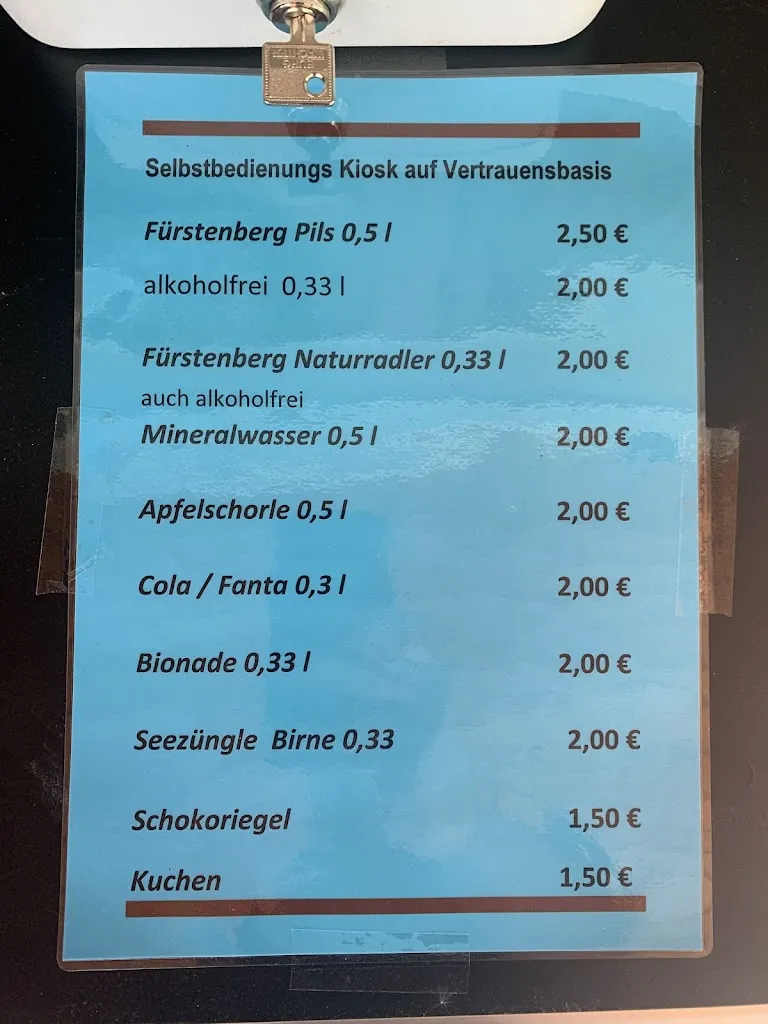 Selbstbedienungs Kiosk auf Vertrauensbasis
Fürstenberg Pils 0,5 l 2,50 €
alkoholfrei 0,33 l 2,00 €
Fürstenberg Naturradler 0,33 l 2,00 €
auch alkoholfrei
Mineralwasser 0,5 l 2,00 €
Apfelschorle 0,5 l 2,00 €
Cola / Fanta 0,3 l 2,00 €
Bionade 0,33 l 2,00 €
Seezüngle Birne 0,33 2,00 €
Schokoriegel 1,50 €
Kuchen 1,50 €